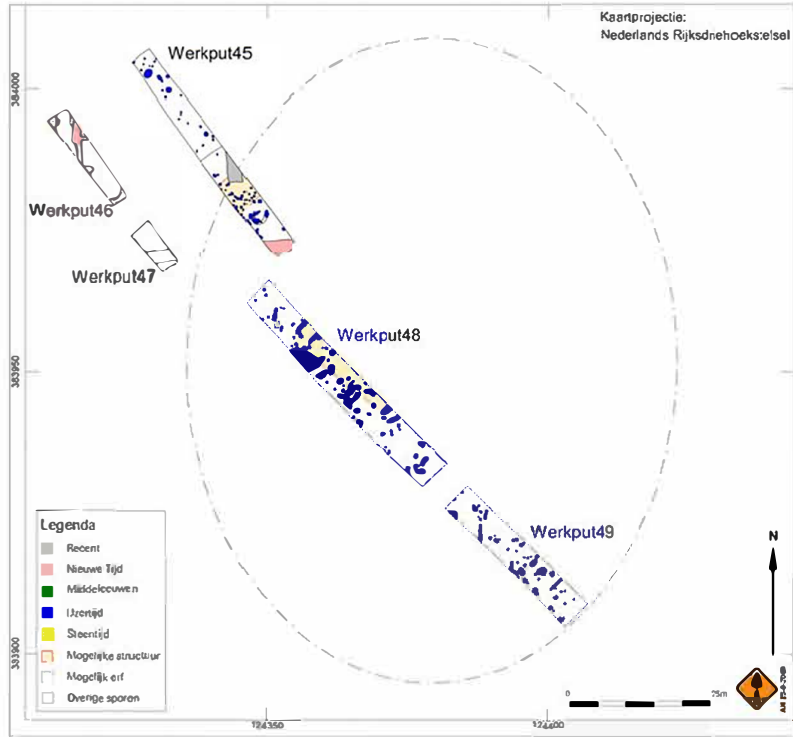 Kaartprojectie:
Nederlands Rijksdnehoekstelsel
Werkput45
384000
Werkput46
Werkput47
Werkput48
383950
Werkput49
Legenda
Recent
Nieuwe Tijd
Middeleeuwen
IJzertijd
Steentijd
Mogelijke structuur
Mogelijk erf
Overige sporen
N
383900
0 25m
124350 124400